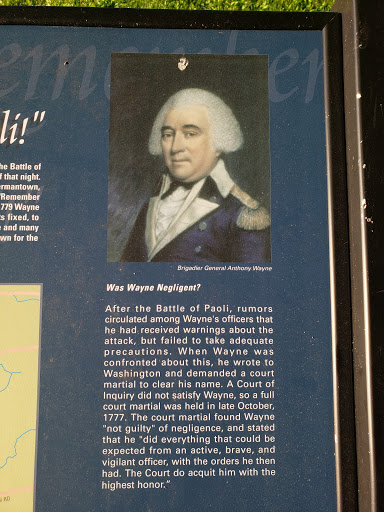 emember
li!"
he Battle of
f that night.
ermantown,
"Remember
1779 Wayne
s fixed, to
e and many
wn for the
Brigadier General Anthony Wayne
Was Wayne Negligent?
After the Battle of Paoli, rumors
circulated among Wayne's officers that
he had received warnings about the
attack, but failed to take adequate
precautions. When Wayne was
confronted about this, he wrote to
Washington and demanded a court
martial to clear his name. A Court of
Inquiry did not satisfy Wayne, so a full
court martial was held in late October,
1777. The court martial found Wayne
"not guilty" of negligence, and stated
that he "did everything that could be
expected from an active, brave, and
vigilant officer, with the orders he then
had. The Court do acquit him with the
highest honor."
RD